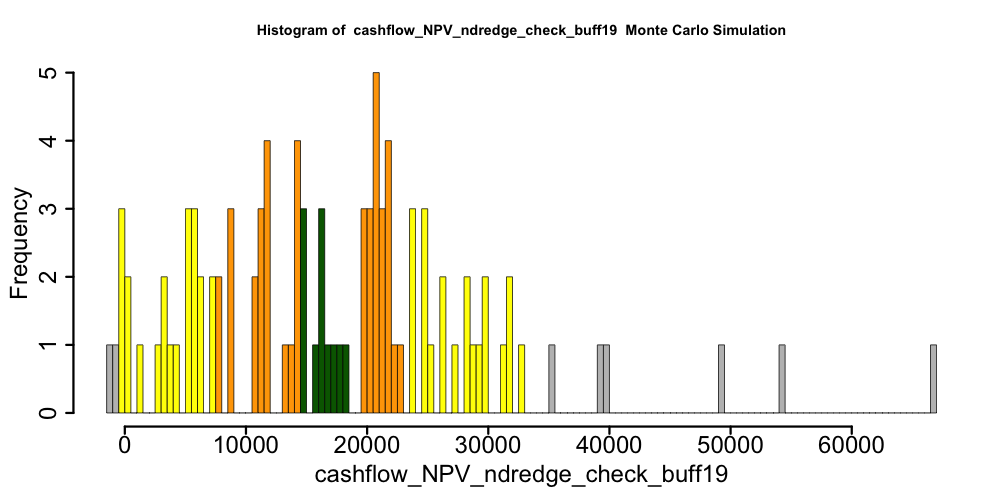 Histogram of cashflow_NPV_ndredge_check_buff19 Monte Carlo Simulation
Frequency
5
4
3
2
1
0
0 10000 20000 30000 40000 50000 60000
cashflow_NPV_ndredge_check_buff19